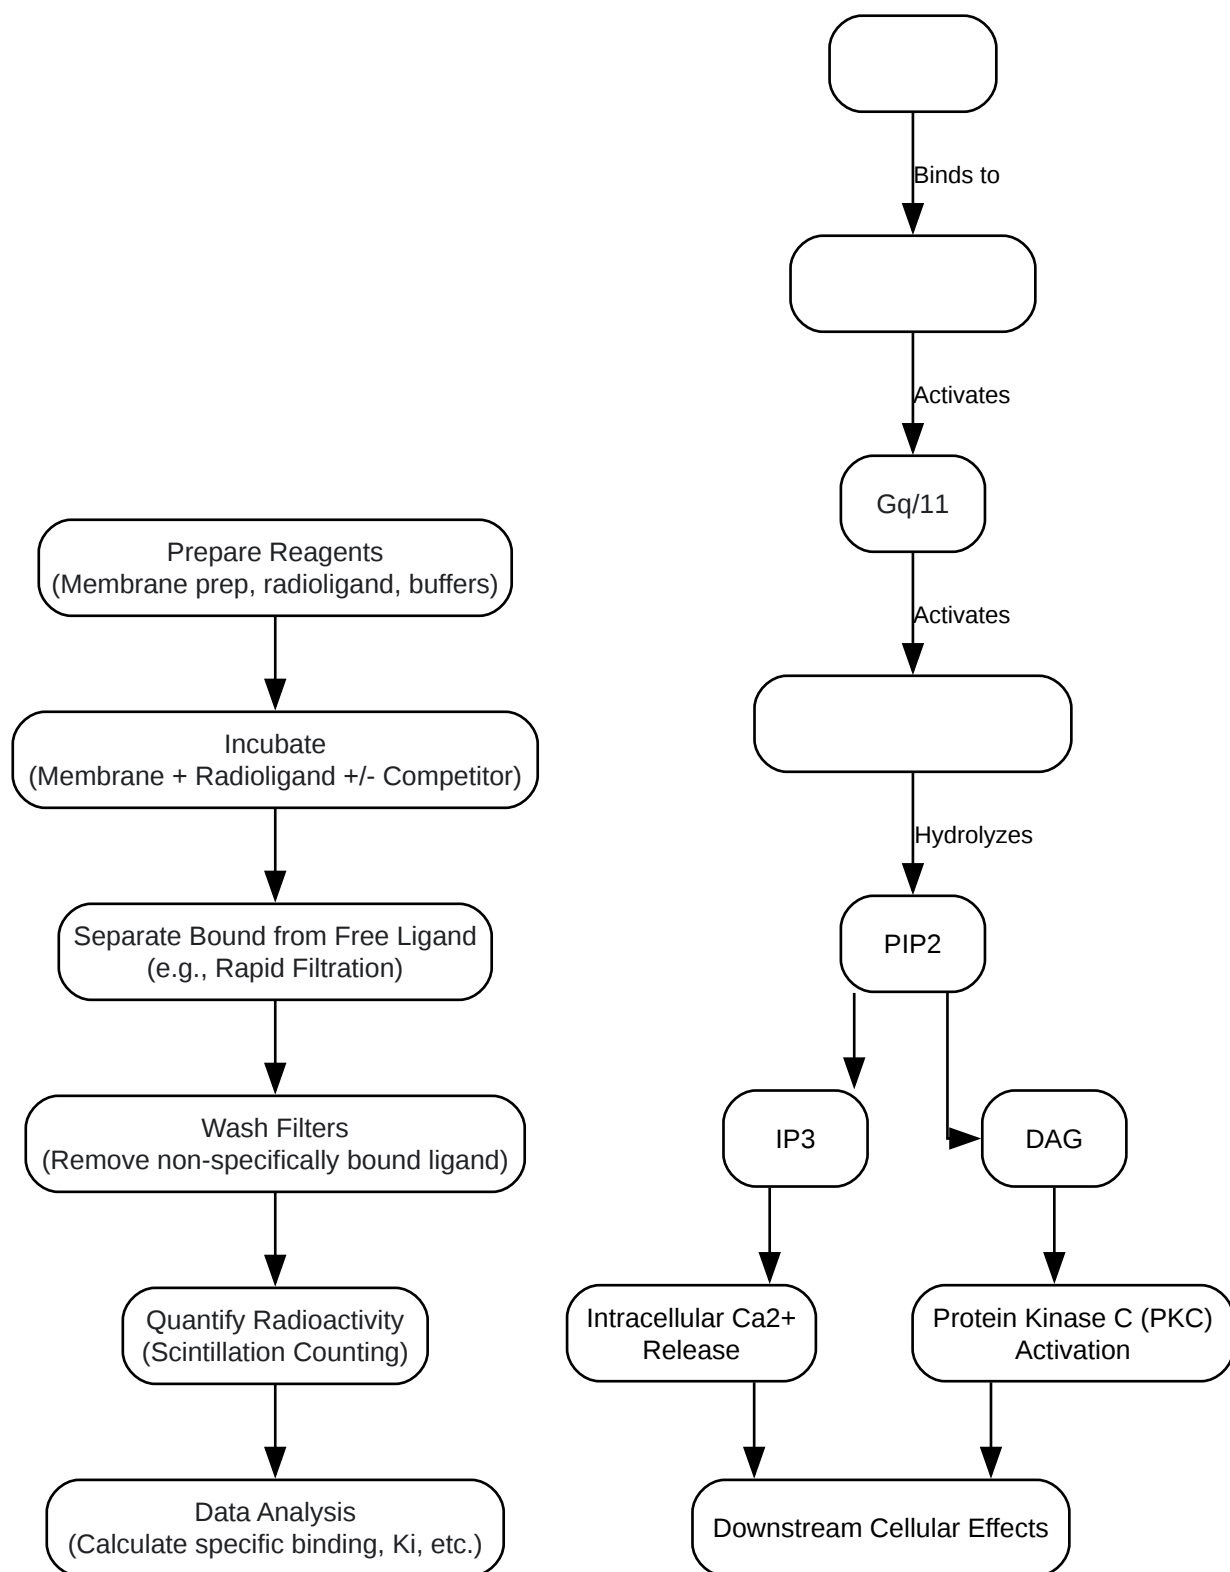 Prepare Reagents
(Membrane prep, radioligand, buffers)
Incubate
(Membrane + Radioligand +/- Competitor)
Separate Bound from Free Ligand
(e.g., Rapid Filtration)
Wash Filters
(Remove non-specifically bound ligand)
Quantify Radioactivity
(Scintillation Counting)
Data Analysis
(Calculate specific binding, Ki, etc.)
Binds to
Activates
Gq/11
Activates
Hydrolyzes
PIP2
IP3
DAG
Intracellular Ca2+
Release
Protein Kinase C (PKC)
Activation
Downstream Cellular Effects